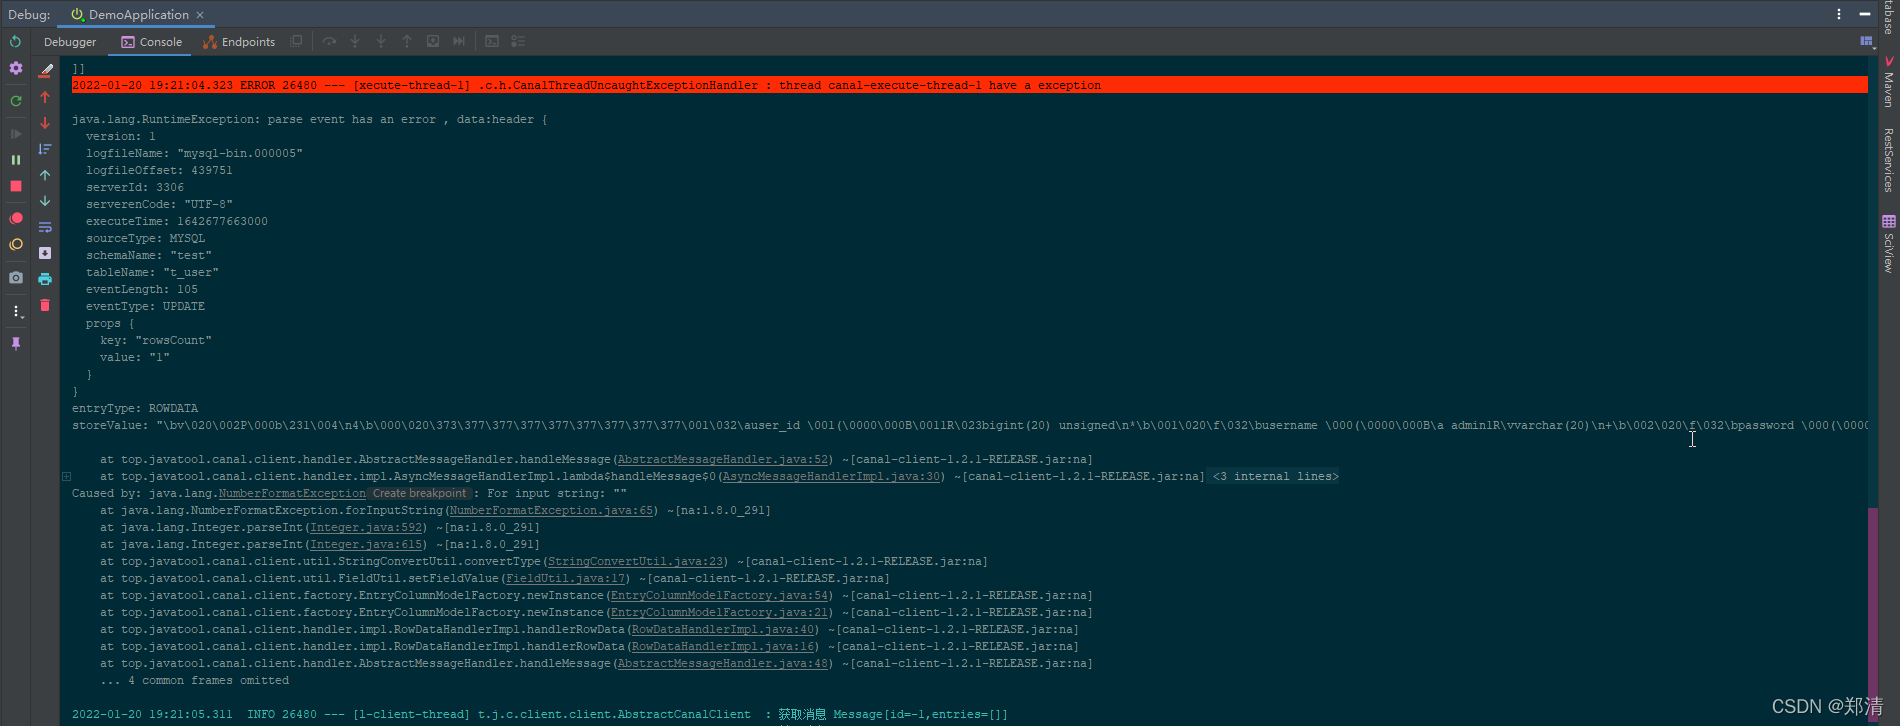 Debug: DemoApplication ×
Debugger Console Endpoints
]]
2022-01-20 19:21:04.323 ERROR 26480 --- [xecute-thread-1] .c.h.CanalThreadUncaughtExceptionHandler : thread canal-execute-thread-1 have a exception
java.lang.RuntimeException: parse event has an error , data:header {
version: 1
logfileName: "mysql-bin.000005"
logfileOffset: 439751
serverId: 3306
serverenCode: "UTF-8"
executeTime: 1642677663000
sourceType: MYSQL
schemaName: "test"
tableName: "t_user"
eventLength: 105
eventType: UPDATE
props {
key: "rowsCount"
value: "1"
}
}
entryType: ROWDATA
storeValue: "\bv\020\002P\000b\231\004\n4\b\000\020\373\377\377\377\377\377\377\377\377\001\032\auser_id \001(\0000\000B\0011R\023bigint(20) unsigned\n*\b\001\020\f\032\busername \000(\0000\000B\a admin1R\vvarchar(20)\n+\b\002\020\f\032\bpassword \000(\000
at top.javatool.canal.client.handler.AbstractMessageHandler.handleMessage(AbstractMessageHandler.java:52) ~[canal-client-1.2.1-RELEASE.jar:na]
at top.javatool.canal.client.handler.impl.AsyncMessageHandlerImpl.lambda$handleMessage$0(AsyncMessageHandlerImpl.java:30) ~[canal-client-1.2.1-RELEASE.jar:na] <3 internal lines>
Caused by: java.lang.NumberFormatException Create breakpoint : For input string: ""
at java.lang.NumberFormatException.forInputString(NumberFormatException.java:65) ~[na:1.8.0_291]
at java.lang.Integer.parseInt(Integer.java:592) ~[na:1.8.0_291]
at java.lang.Integer.parseInt(Integer.java:615) ~[na:1.8.0_291]
at top.javatool.canal.client.util.StringConvertUtil.convertType(StringConvertUtil.java:23) ~[canal-client-1.2.1-RELEASE.jar:na]
at top.javatool.canal.client.util.FieldUtil.setFieldValue(FieldUtil.java:17) ~[canal-client-1.2.1-RELEASE.jar:na]
at top.javatool.canal.client.factory.EntryColumnModelFactory.newInstance(EntryColumnModelFactory.java:54) ~[canal-client-1.2.1-RELEASE.jar:na]
at top.javatool.canal.client.factory.EntryColumnModelFactory.newInstance(EntryColumnModelFactory.java:21) ~[canal-client-1.2.1-RELEASE.jar:na]
at top.javatool.canal.client.handler.impl.RowDataHandlerImpl.handlerRowData(RowDataHandlerImpl.java:40) ~[canal-client-1.2.1-RELEASE.jar:na]
at top.javatool.canal.client.handler.impl.RowDataHandlerImpl.handlerRowData(RowDataHandlerImpl.java:16) ~[canal-client-1.2.1-RELEASE.jar:na]
at top.javatool.canal.client.handler.AbstractMessageHandler.handleMessage(AbstractMessageHandler.java:48) ~[canal-client-1.2.1-RELEASE.jar:na]
... 4 common frames omitted
2022-01-20 19:21:05.311 INFO 26480 --- [l-client-thread] t.j.c.client.client.AbstractCanalClient : 获取消息 Message[id=-1,entries=[]]
tabase
Maven
RestServices
SciView
CSDN @郑清